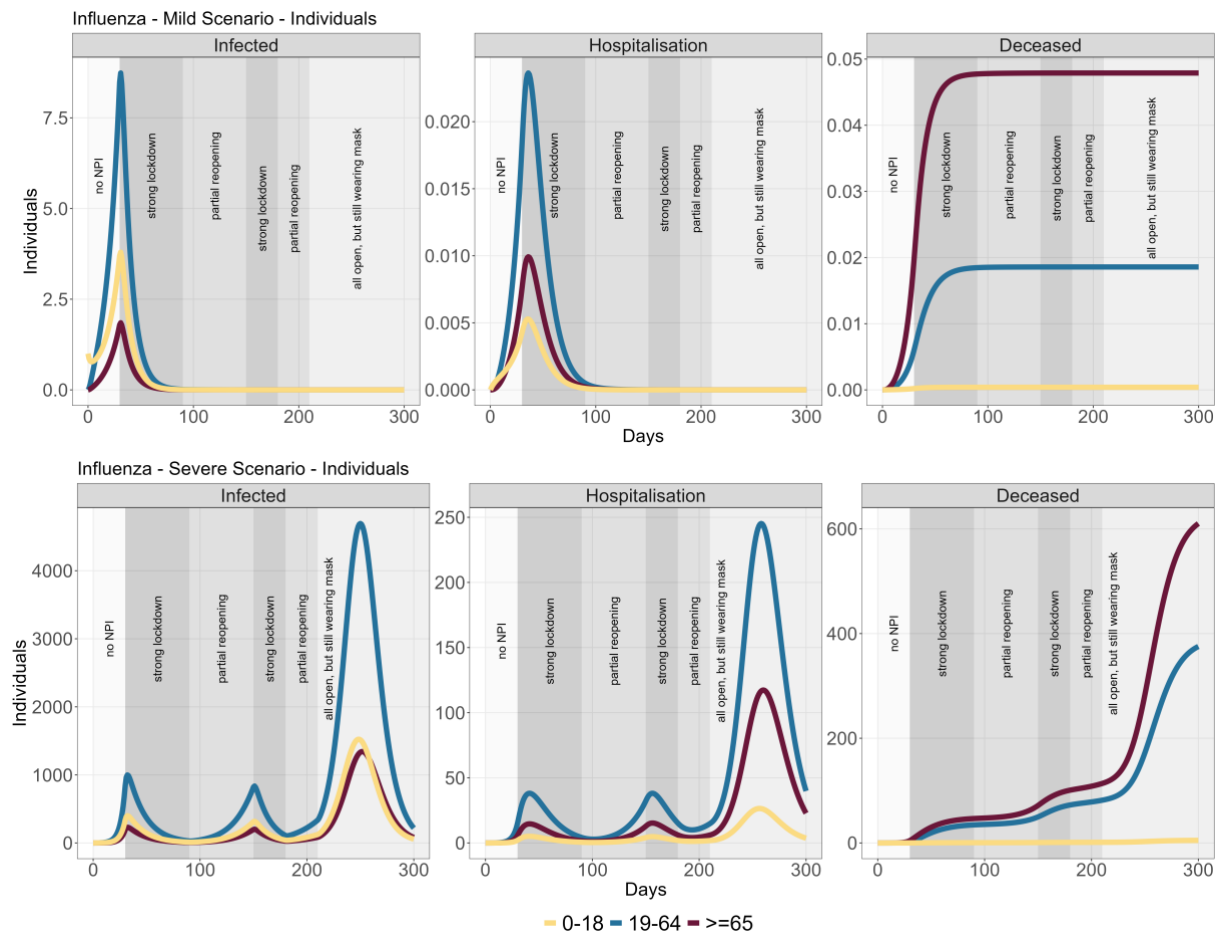 Influenza - Mild Scenario - Individuals
Infected
Hospitalisation
Deceased
Individuals
7.5
5.0
2.5
0.0
no NPI
strong lockdown
partial reopening
strong lockdown
partial reopening
all open, but still wearing mask
0
100
200
300
0.020
0.015
0.010
0.005
0.000
no NPI
strong lockdown
partial reopening
strong lockdown
partial reopening
all open, but still wearing mask
0
100
200
300
0.05
0.04
0.03
0.02
0.01
0.00
no NPI
strong lockdown
partial reopening
strong lockdown
partial reopening
all open, but still wearing mask
0
100
200
300
Days
Influenza - Severe Scenario - Individuals
Infected
Hospitalisation
Deceased
Individuals
4000
3000
2000
1000
0
no NPI
strong lockdown
partial reopening
strong lockdown
partial reopening
all open, but still wearing mask
0
100
200
300
250
200
150
100
50
0
no NPI
strong lockdown
partial reopening
strong lockdown
partial reopening
all open, but still wearing mask
0
100
200
300
600
400
200
0
no NPI
strong lockdown
partial reopening
strong lockdown
partial reopening
all open, but still wearing mask
0
100
200
300
Days
0-18
19-64
>=65